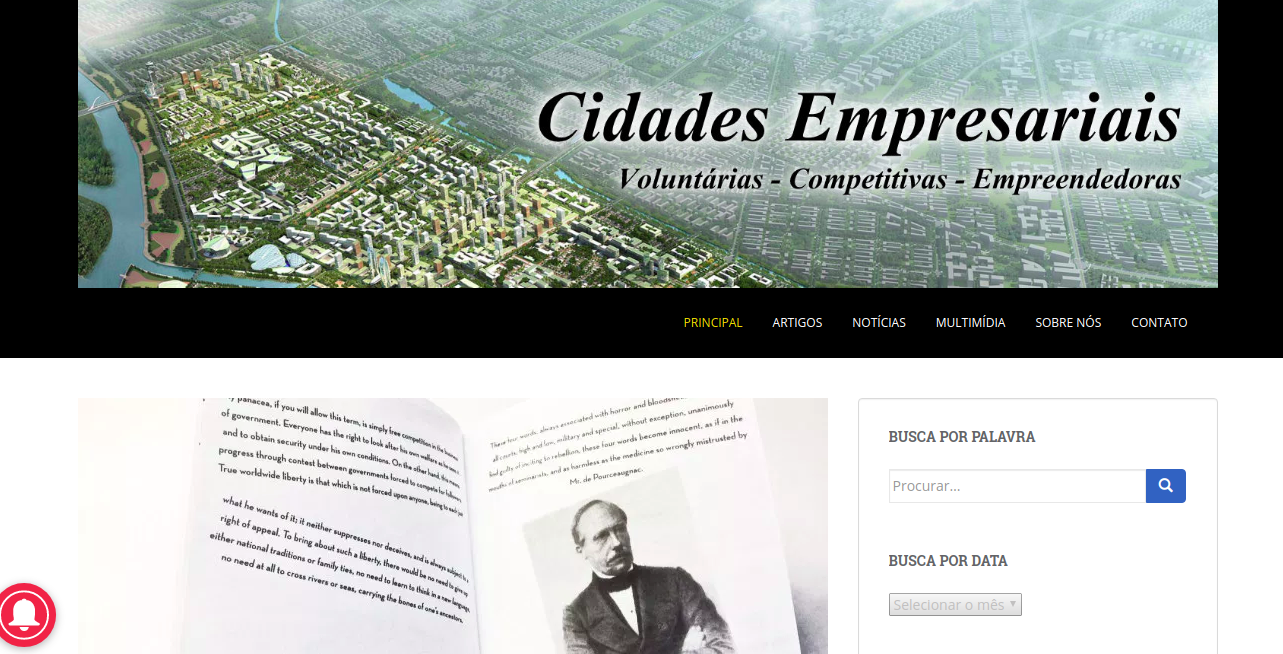 Cidades Empresariais
Voluntárias - Competitivas - Empreendedoras
PRINCIPAL
ARTIGOS
NOTÍCIAS
MULTIMÍDIA
SOBRE NÓS
CONTATO
panacea, if you will allow this term, is simply free competition in the business
of government. Everyone has the right to look after his own welfare as he sees it
and to obtain security under his own conditions. On the other hand, this means
progress through contest between governments forced to compete for followers.
True worldwide liberty is that which is not forced upon anyone, being to each just
what he wants of it; it neither suppresses nor deceives, and is always subject to a
right of appeal. To bring about such a liberty, there would be no need to give up
either national traditions or family ties, no need to learn to think in a new language,
no need at all to cross rivers or seas, carrying the bones of one's ancestors.
These four words, always associated with horror and
all courts, high and low, military and special, without exception, unanimously
find guilty of inciting to rebellion, these four words become innocent, as if in the
mouths of seminarists, and as harmless as the medicine so wrongly mistrusted by
Mr. de Pourceaugnac.
BUSCA POR PALAVRA
Procurar...
BUSCA POR DATA
Selecionar o mês